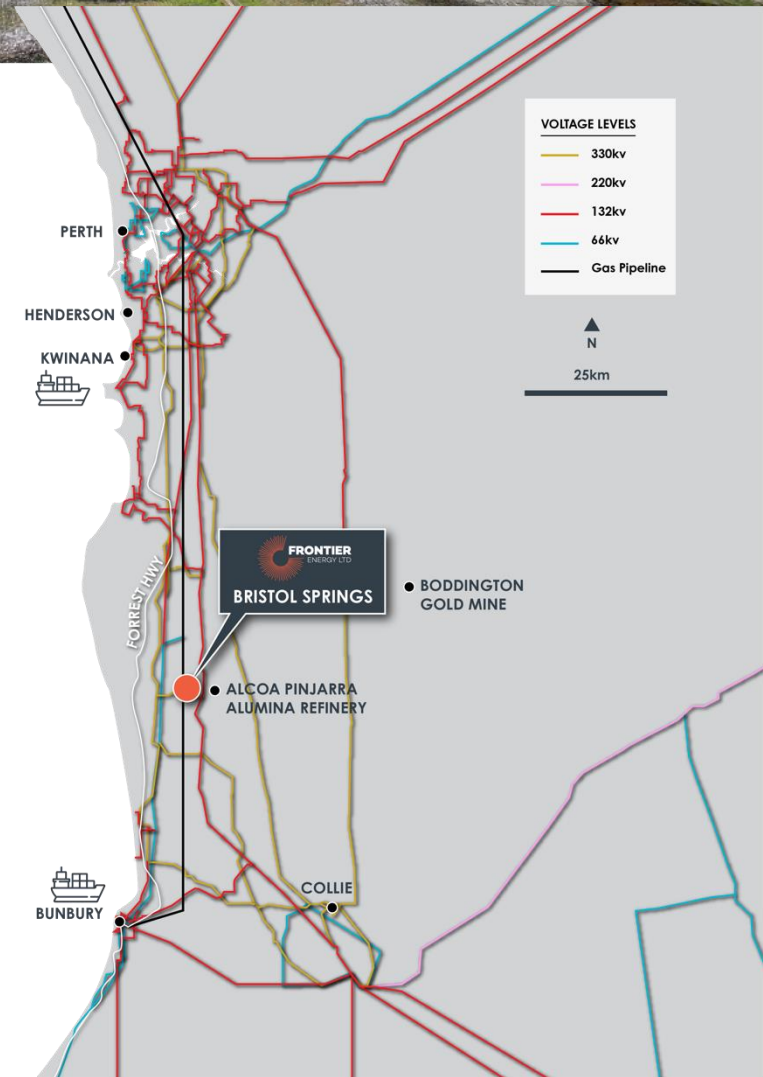 VOLTAGE LEVELS
330kv
220kv
132kv
66kv
Gas Pipeline
N
25km
PERTH
HENDERSON
KWINANA
FORREST HWY
FRONTIER
ENERGY LTD
BRISTOL SPRINGS
BODDINGTON
GOLD MINE
ALCOA PINJARRA
ALUMINA REFINERY
COLLIE
BUNBURY